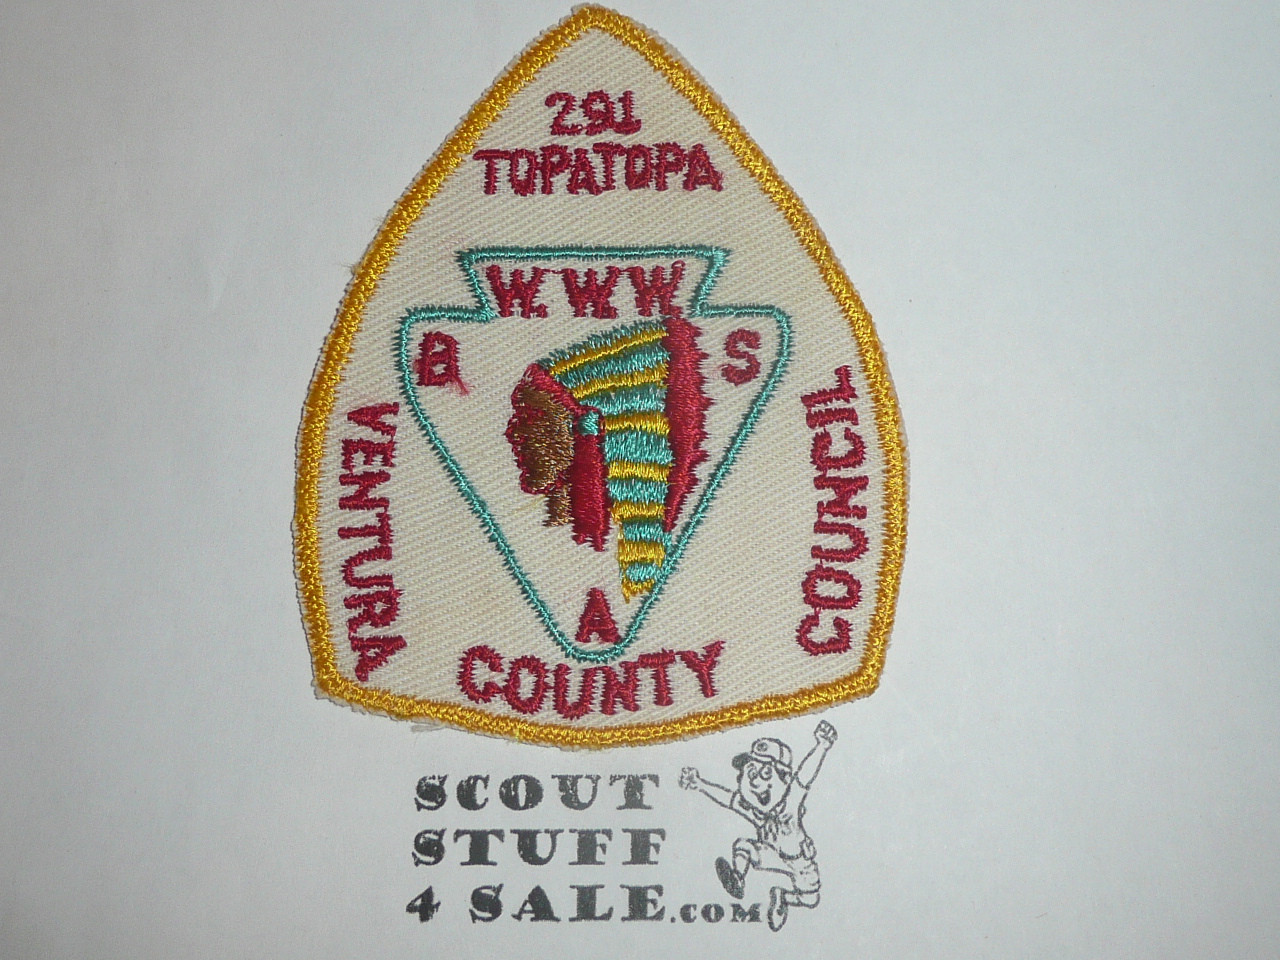 291
TOPATOPA
W.W.W.
B S
A
VENTURA
COUNTY
COUNCIL
SCOUT
STUFF
4 SALE.COM